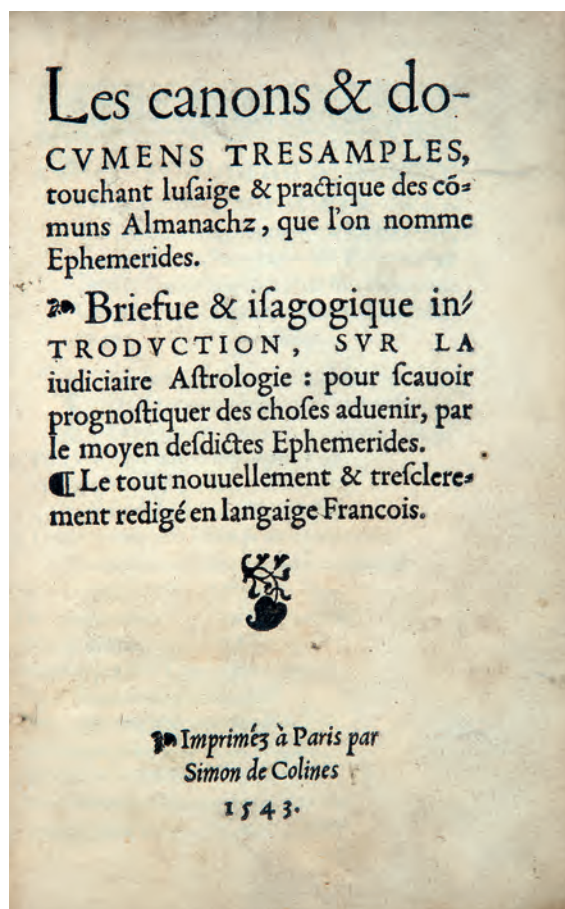 Les canons & do-
CVMENS TRESAMPLES,
touchant luſaige & practique des cõ-
muns Almanachz, que l'on nomme
Ephemerides.
❧ Briefue & iſagogique in-
TRODVCTION, SVR LA
iudiciaire Aſtrologie : pour ſcauoir
prognoſtiquer des choſes aduenir, par
le moyen deſdictes Ephemerides.
¶ Le tout nouuellement & treſclere-
ment redigé en langaige Francois.
❧ Impriméz à Paris par
Simon de Colines
1543.